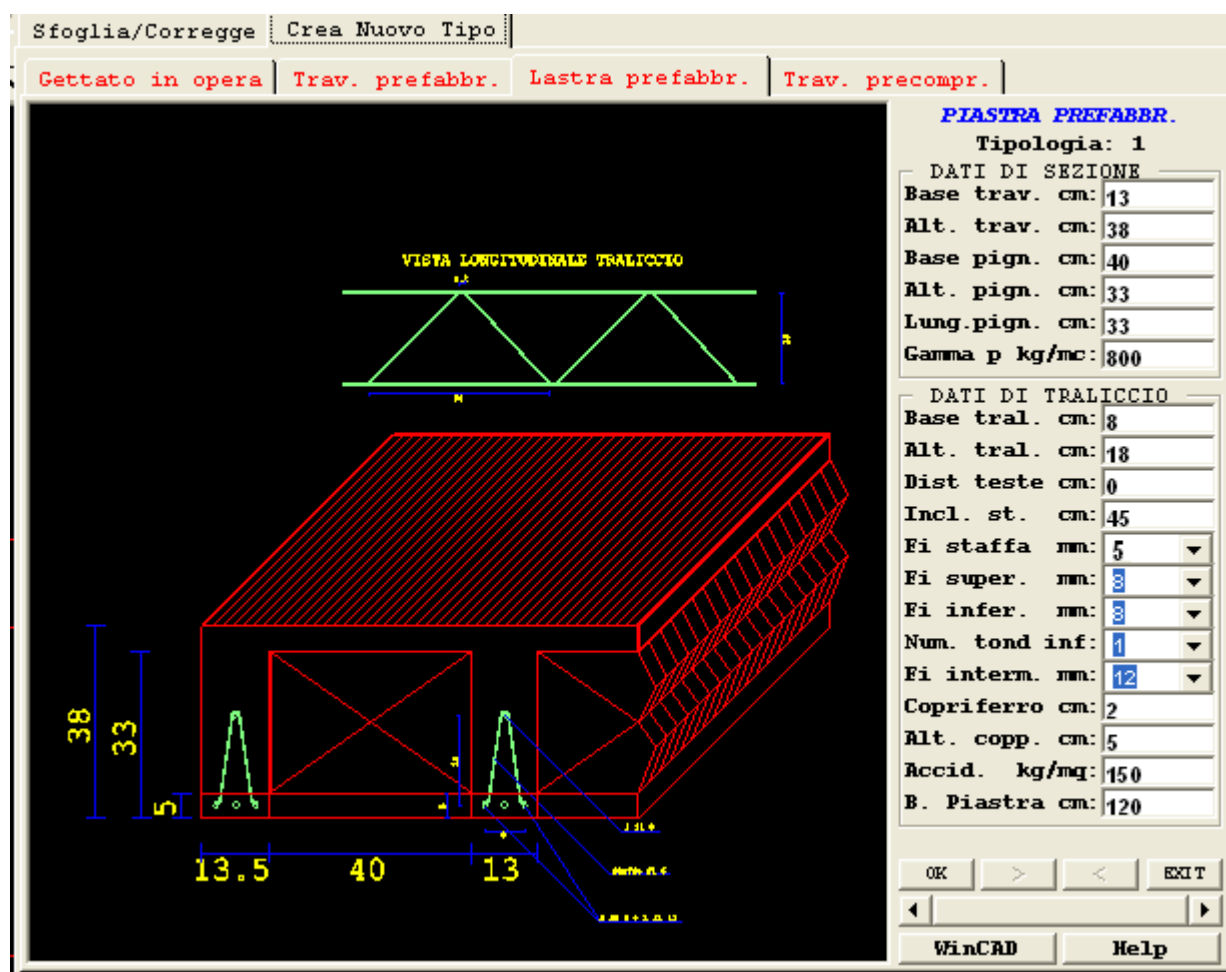 Sfoglia/Corregge Crea Nuovo Tipo
Gettato in opera Trav. prefabbr. Lastra prefabbr. Trav. precompr.
VISTA LONGITUDINALE TRALICCIO
38
33
5
13.5 40 13
PIASTRA PREFABBR.
Tipologia: 1
DATI DI SEZIONE
Base trav. cm: 13
Alt. trav. cm: 38
Base pign. cm: 40
Alt. pign. cm: 33
Lung.pign. cm: 33
Gamma p kg/mc: 800
DATI DI TRALICCIO
Base tral. cm: 8
Alt. tral. cm: 18
Dist teste cm: 0
Incl. st. cm: 45
Fi staffa mm: 5
Fi super. mm: 8
Fi infer. mm: 8
Num. tond inf: 1
Fi interm. mm: 12
Copriferro cm: 2
Alt. copp. cm: 5
Accid. kg/mq: 150
B. Piastra cm: 120
OK > < EXIT
WinCAD Help